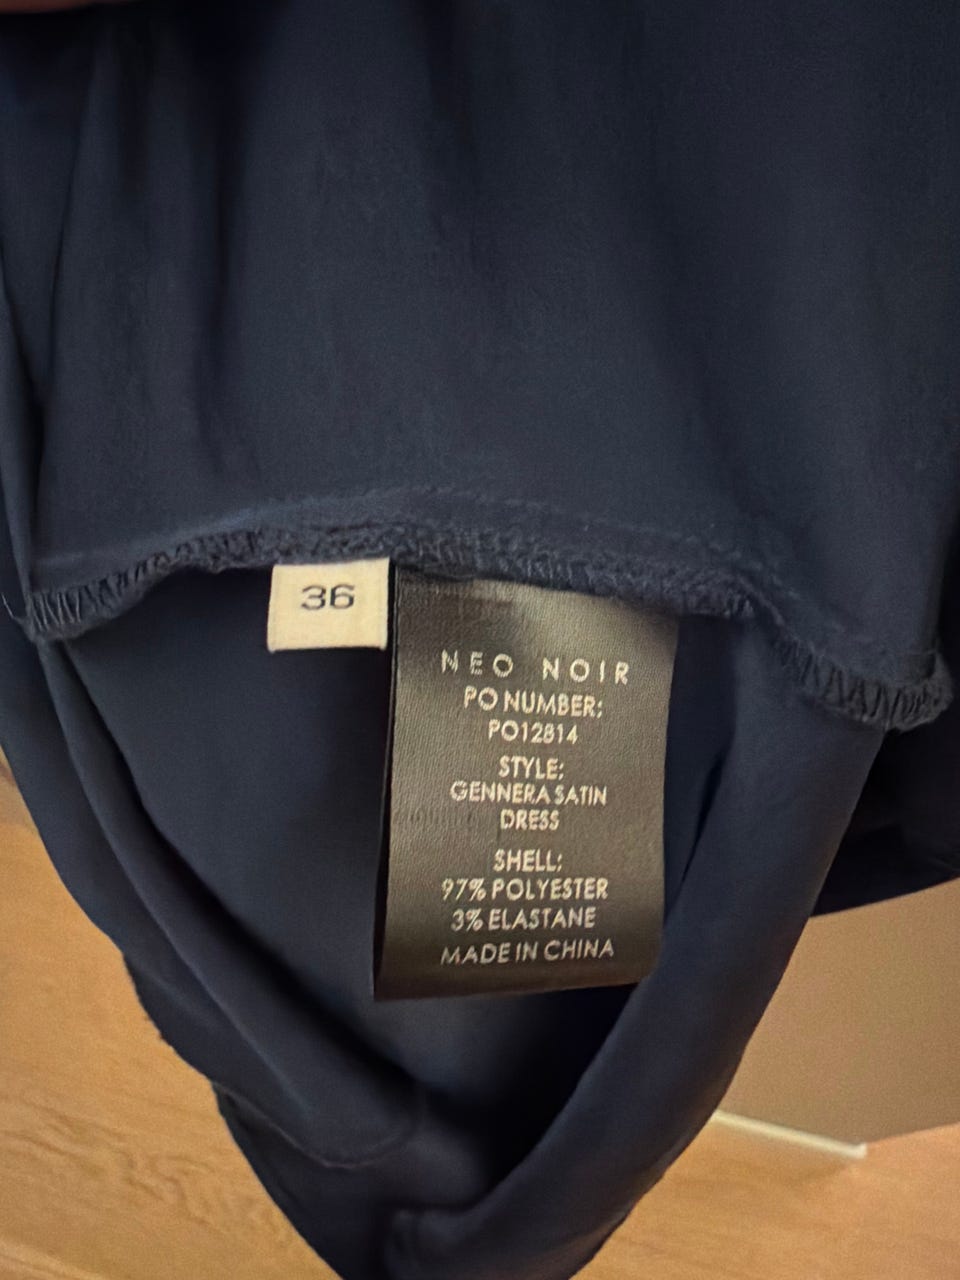 36
NEO NOIR
PO NUMBER:
PO12814
STYLE:
GENNERA SATIN
DRESS
SHELL:
97% POLYESTER
3% ELASTANE
MADE IN CHINA